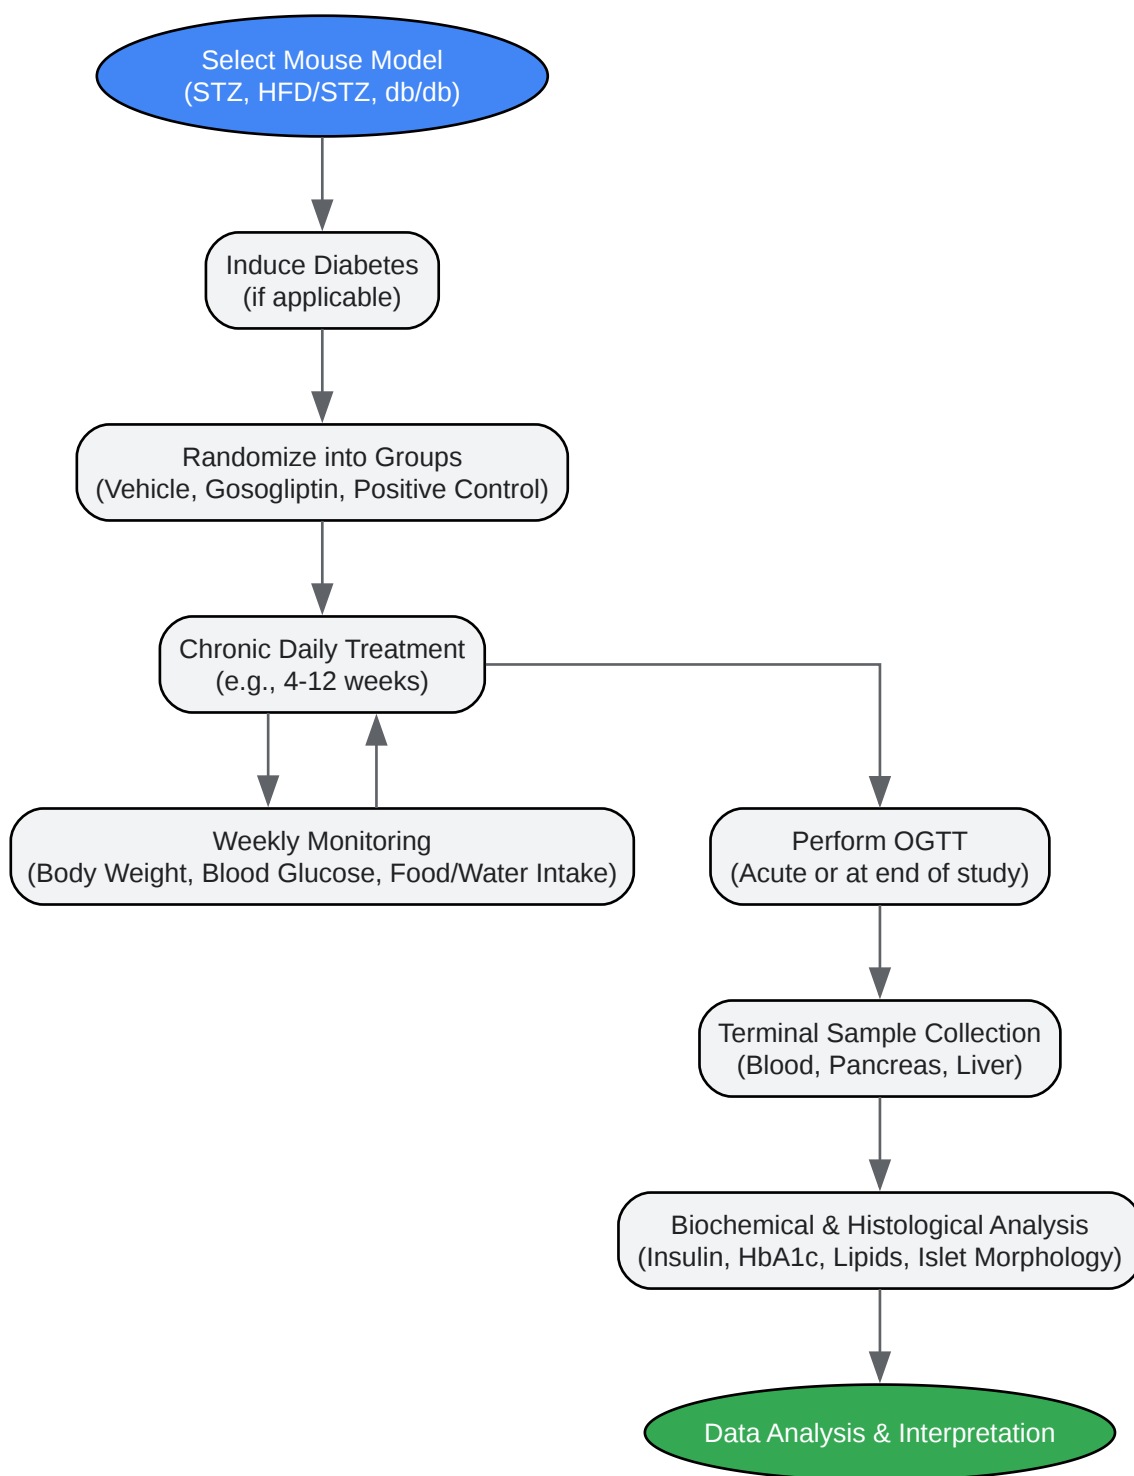 Select Mouse Model
(STZ, HFD/STZ, db/db)
Induce Diabetes
(if applicable)
Randomize into Groups
(Vehicle, Gosogliptin, Positive Control)
Chronic Daily Treatment
(e.g., 4-12 weeks)
Weekly Monitoring
(Body Weight, Blood Glucose, Food/Water Intake)
Perform OGTT
(Acute or at end of study)
Terminal Sample Collection
(Blood, Pancreas, Liver)
Biochemical & Histological Analysis
(Insulin, HbA1c, Lipids, Islet Morphology)
Data Analysis & Interpretation